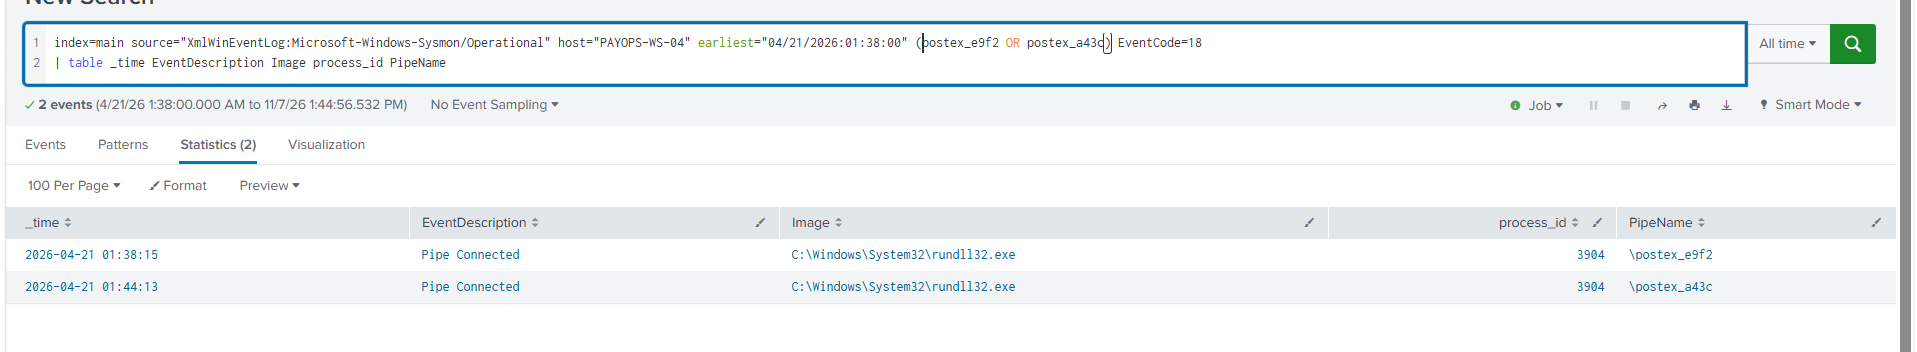 New Search
1 index=main source="XmlWinEventLog:Microsoft-Windows-Sysmon/Operational" host="PAYOPS-WS-04" earliest="04/21/2026:01:38:00" (postex_e9f2 OR postex_a43c) EventCode=18
2 | table _time EventDescription Image process_id PipeName
All time
2 events (4/21/26 1:38:00.000 AM to 11/7/26 1:44:56.532 PM) No Event Sampling Job Smart Mode
Events Patterns Statistics (2) Visualization
100 Per Page Format Preview
_time EventDescription Image process_id PipeName
2026-04-21 01:38:15 Pipe Connected C:\Windows\System32\rundll32.exe 3904 \postex_e9f2
2026-04-21 01:44:13 Pipe Connected C:\Windows\System32\rundll32.exe 3904 \postex_a43c